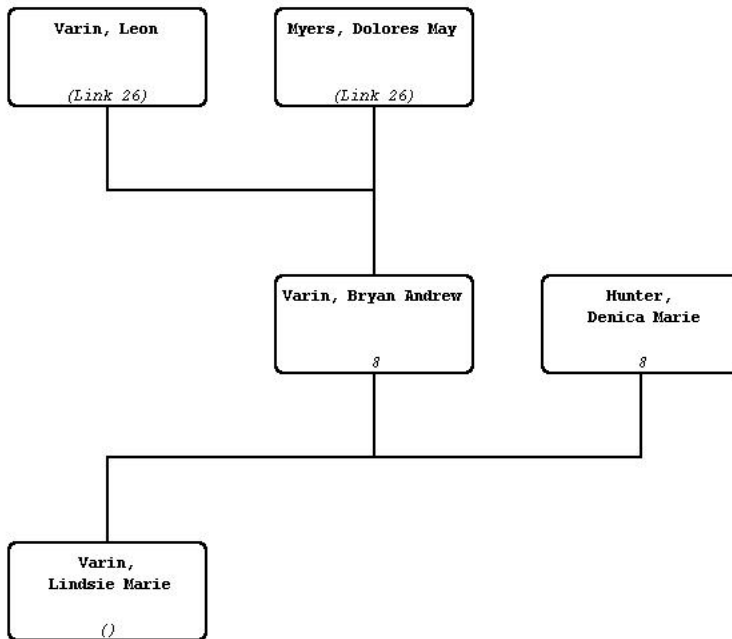 Varin, Leon
(Link 26)
Myers, Dolores May
(Link 26)
Varin, Bryan Andrew
8
Hunter,
Denica Marie
8
Varin,
Lindsie Marie
()